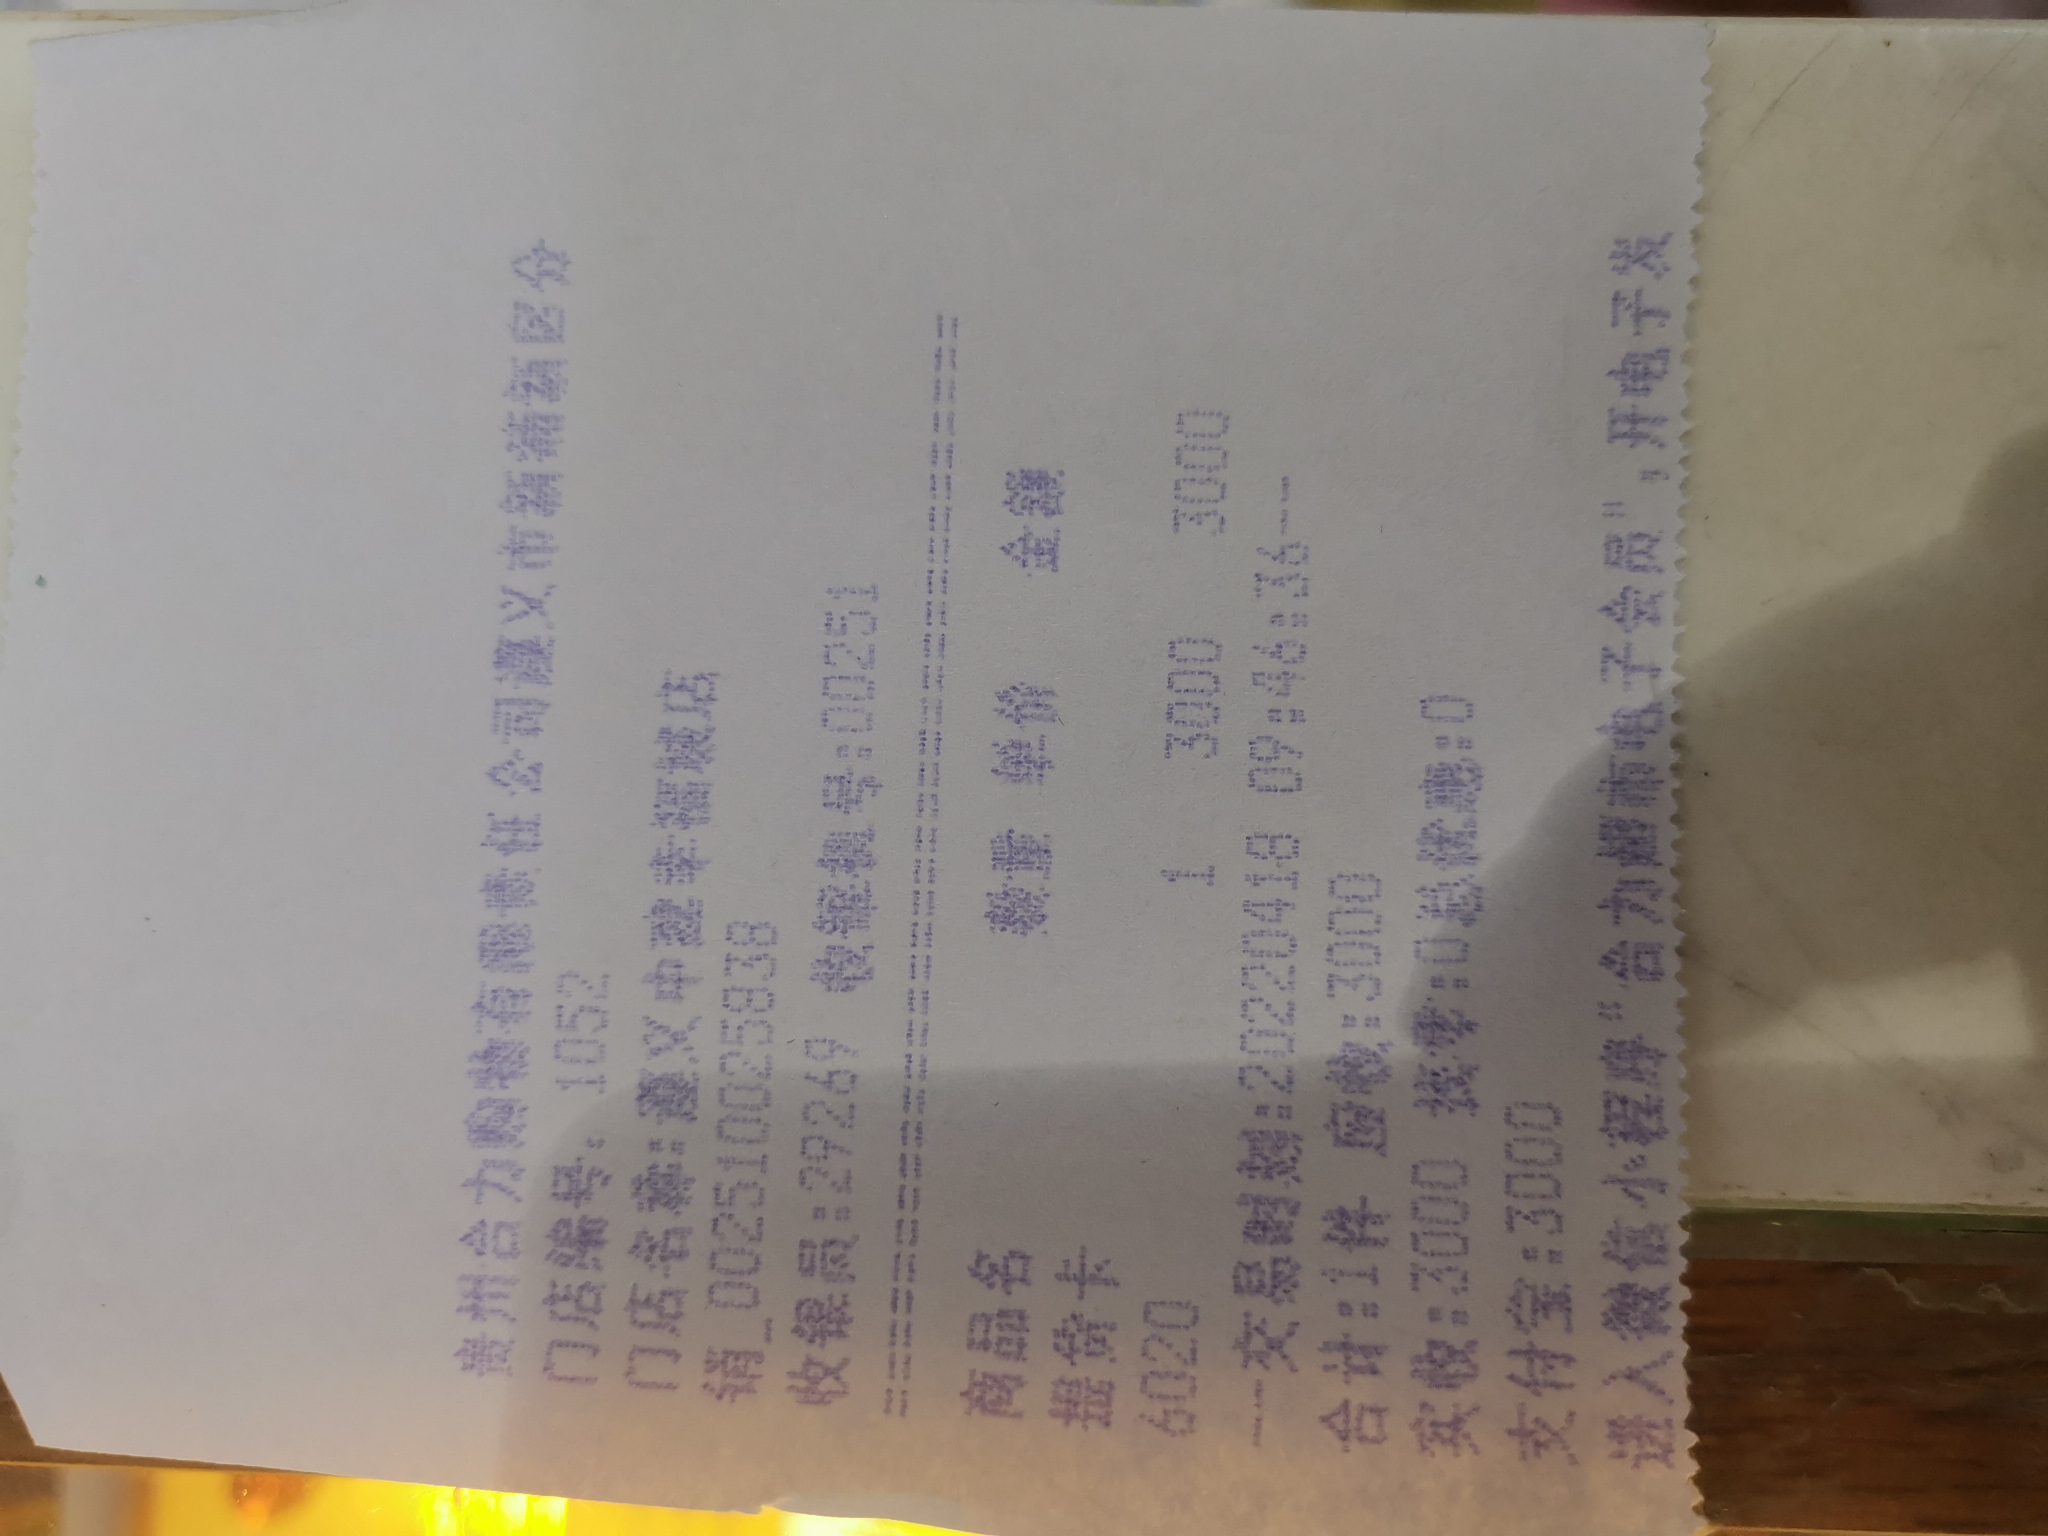 贵州合力购物有限责任公司遵义市新蒲新区分
门店编号： 1052
门店名称:遵义中建幸福城店
销_00251002583​8
收银员:29269 收银机号:00251
========================================
商品名 数量 单价 金额
提货卡
6020 1 3000 3000
---交易时刻:20220418 09:46:36---
合计:1件 应收:3000
实收:3000 找零:0总优惠:0
支付宝:3000
进入微信小程序“合力超市电子会员”，开电子发